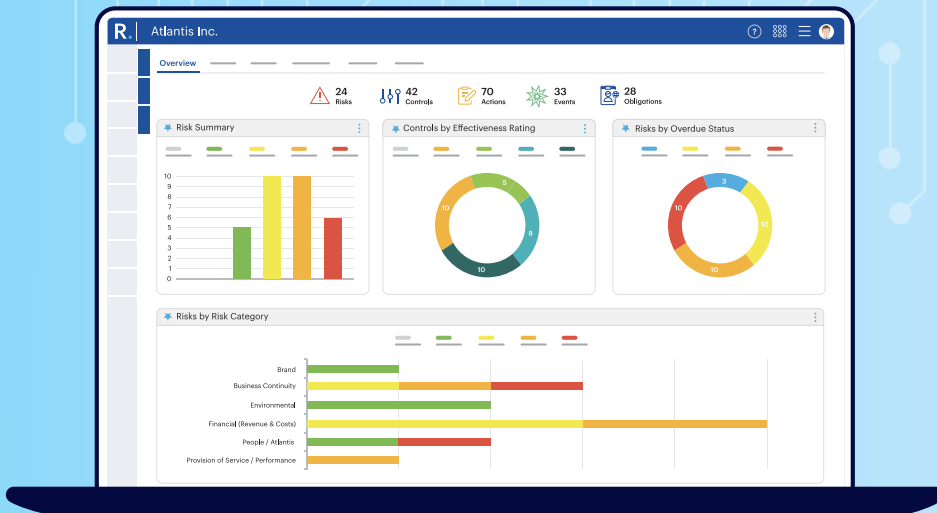 R. Atlantis Inc. ?
Overview
24 Risks
42 Controls
70 Actions
33 Events
28 Obligations
Risk Summary
10
9
8
7
6
5
4
3
2
1
0
Controls by Effectiveness Rating
5
8
10
10
Risks by Overdue Status
3
10
10
10
Risks by Risk Category
Brand
Business Continuity
Environmental
Financial (Revenue & Costs)
People / Atlantis
Provision of Service / Performance